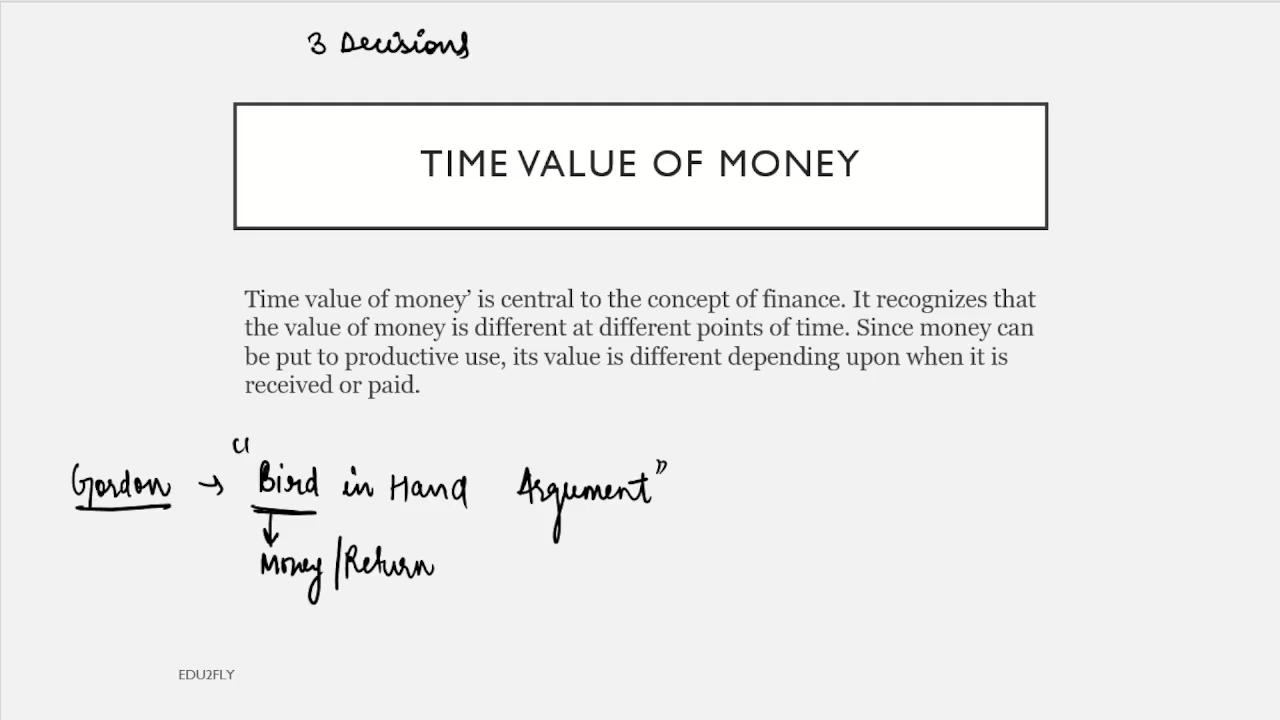 3 Decisions
TIME VALUE OF MONEY
Time value of money’ is central to the concept of finance. It recognizes that
the value of money is different at different points of time. Since money can
be put to productive use, its value is different depending upon when it is
received or paid.
Gordon → "Bird in Hand Argument"
Money/Return
EDU2FLY